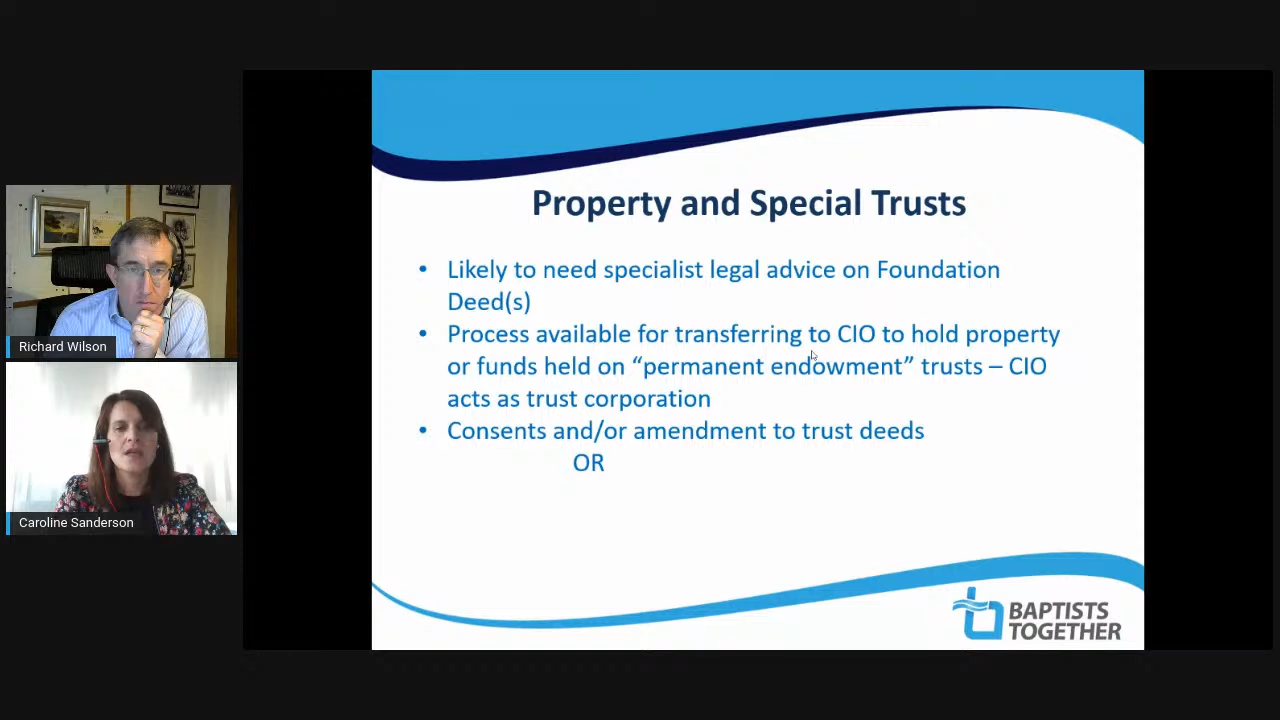 Richard Wilson
Caroline Sanderson
Property and Special Trusts
• Likely to need specialist legal advice on Foundation
Deed(s)
• Process available for transferring to CIO to hold property
or funds held on “permanent endowment” trusts – CIO
acts as trust corporation
• Consents and/or amendment to trust deeds
OR
BAPTISTS
TOGETHER